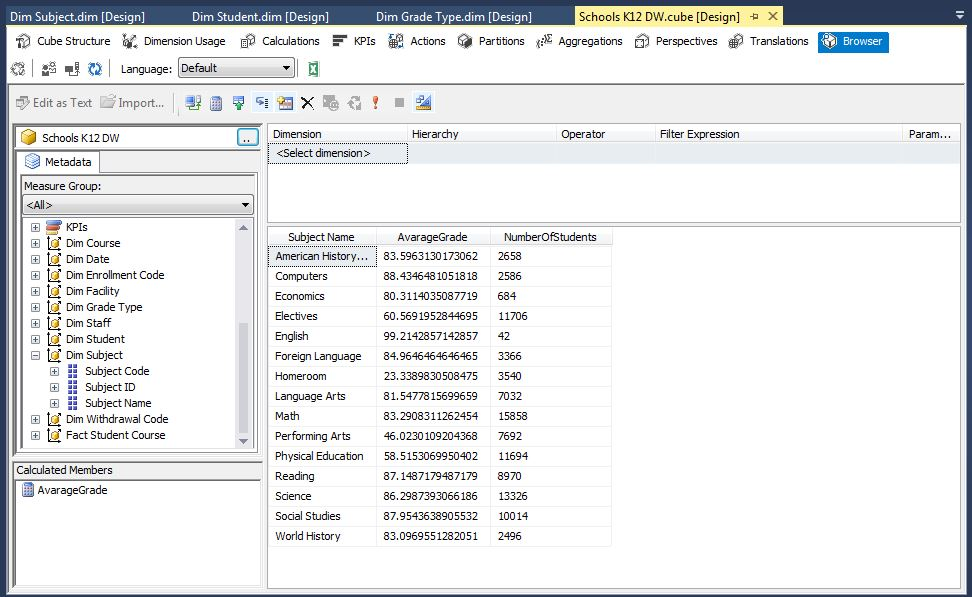 Dim Subject.dim [Design] Dim Student.dim [Design] Dim Grade Type.dim [Design] Schools K12 DW.cube [Design]
Cube Structure Dimension Usage Calculations KPIs Actions Partitions Aggregations Perspectives Translations Browser
Language: Default
Edit as Text Import...
Schools K12 DW ..
Metadata
Measure Group:
<All>
KPIs
Dim Course
Dim Date
Dim Enrollment Code
Dim Facility
Dim Grade Type
Dim Staff
Dim Student
Dim Subject
Subject Code
Subject ID
Subject Name
Dim Withdrawal Code
Fact Student Course
Calculated Members
AvarageGrade
Dimension Hierarchy Operator Filter Expression Param...
<Select dimension>
Subject Name AvarageGrade NumberOfStudents
American History... 83.5963130173062 2658
Computers 88.4346481051818 2586
Economics 80.3114035087719 684
Electives 60.5691952844695 11706
English 99.2142857142857 42
Foreign Language 84.9646464646465 3366
Homeroom 23.3389830508475 3540
Language Arts 81.5477815699659 7032
Math 83.2908311262454 15858
Performing Arts 46.0230109204368 7692
Physical Education 58.5153069950402 11694
Reading 87.1487179487179 8970
Science 86.2987393066186 13326
Social Studies 87.9543638905532 10014
World History 83.0969551282051 2496